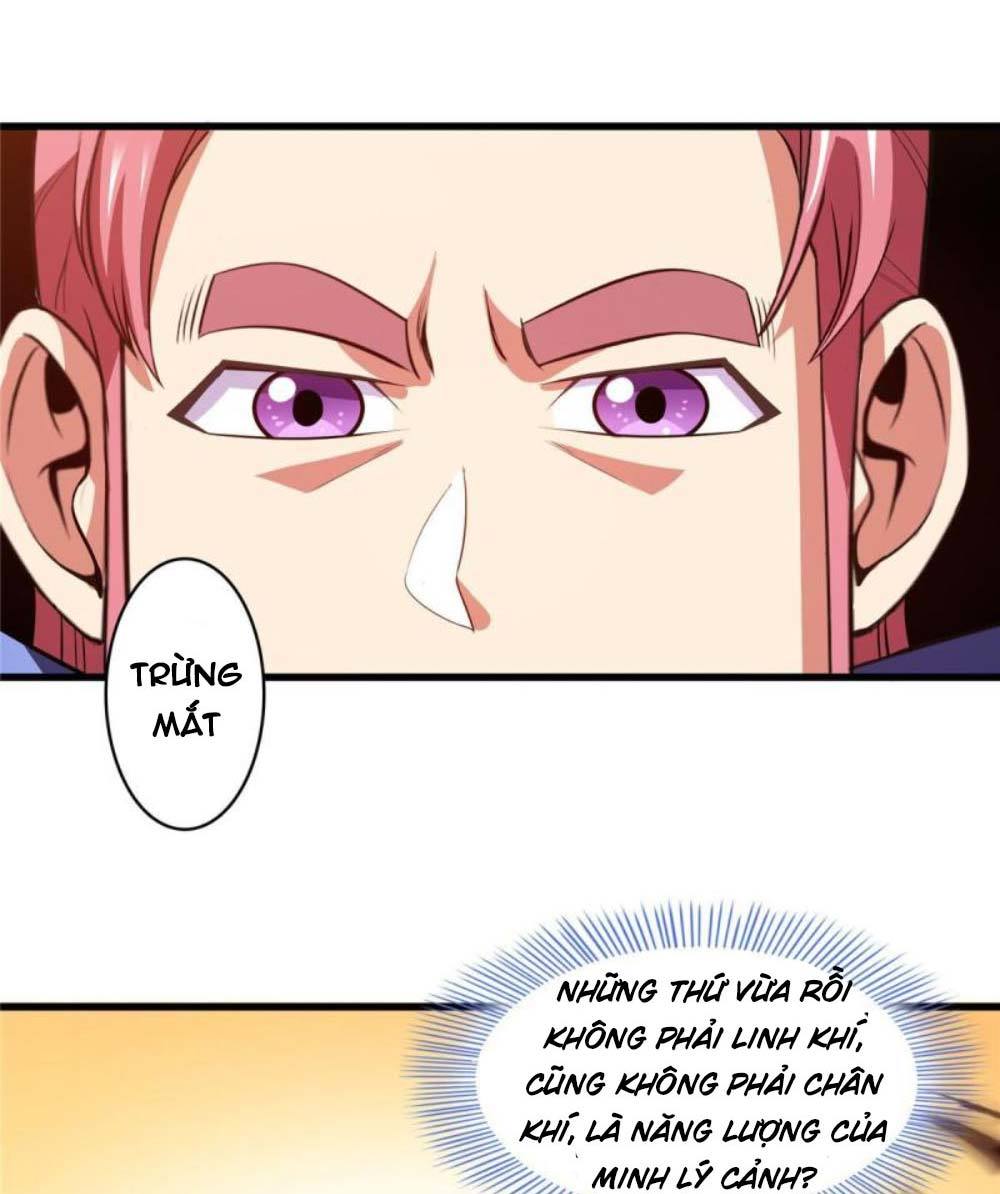 TRỪNG
MẮT
NHỮNG THỨ VỪA RỒI
KHÔNG PHẢI LINH KHÍ,
CŨNG KHÔNG PHẢI CHÂN
KHÍ, LÀ NĂNG LƯỢNG CỦA
MINH LÝ CẢNH?